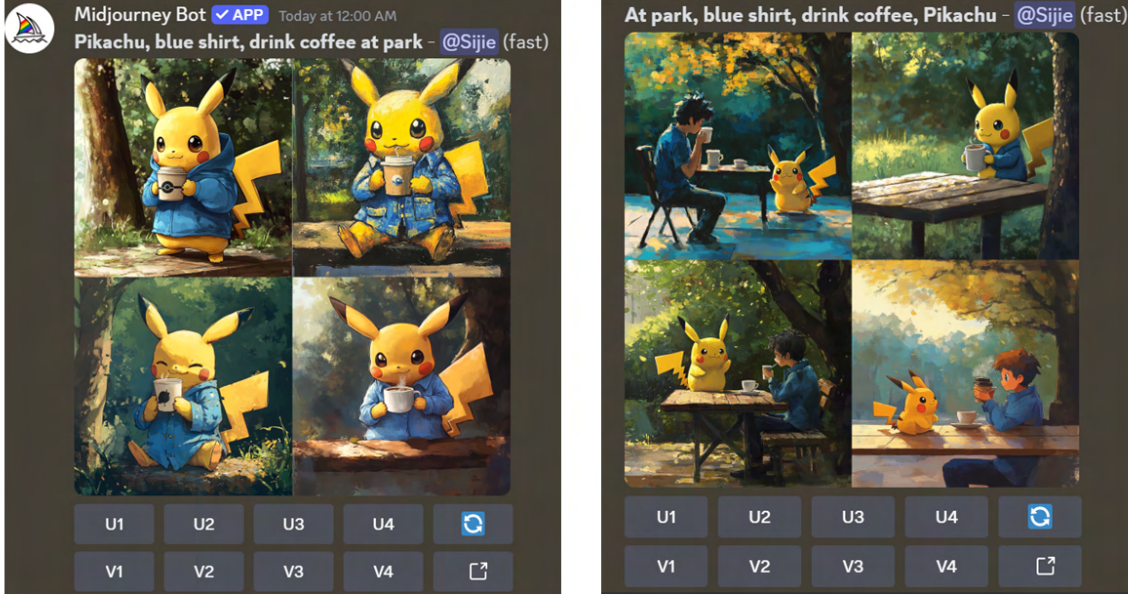 Midjourney Bot ✓ APP Today at 12:00 AM
Pikachu, blue shirt, drink coffee at park - @Sijie (fast)
U1 U2 U3 U4
V1 V2 V3 V4
At park, blue shirt, drink coffee, Pikachu - @Sijie (fast)
U1 U2 U3 U4
V1 V2 V3 V4